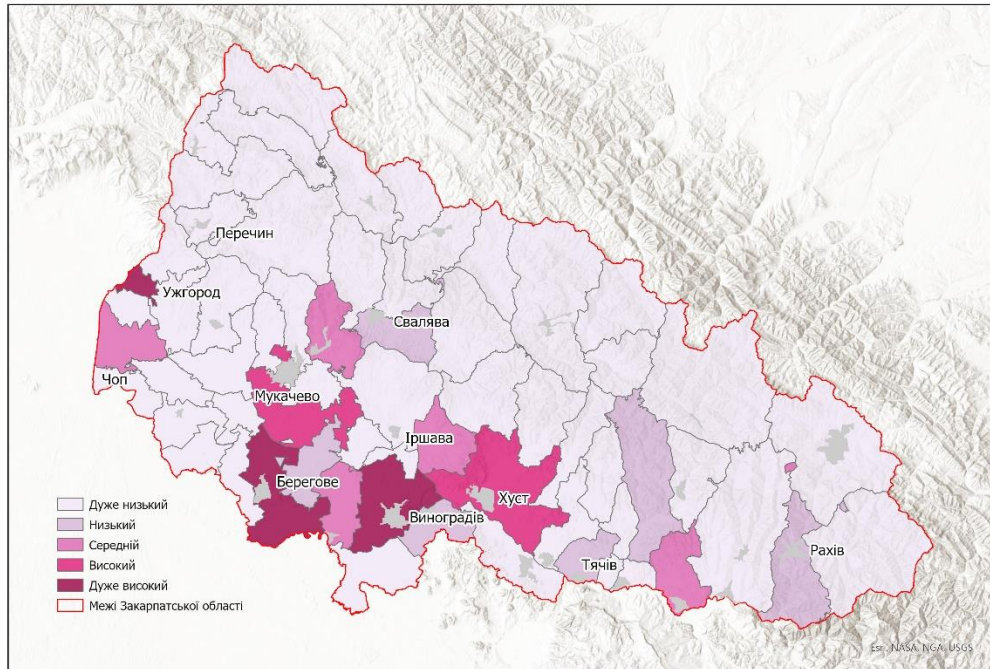 Перечин
Ужгород
Свалява
Чоп
Мукачево
Іршава
Берегове
Хуст
Виноградів
Тячів
Рахів
Дуже низький
Низький
Середній
Високий
Дуже високий
Межі Закарпатської області
Esri, NASA, NGA, USGS